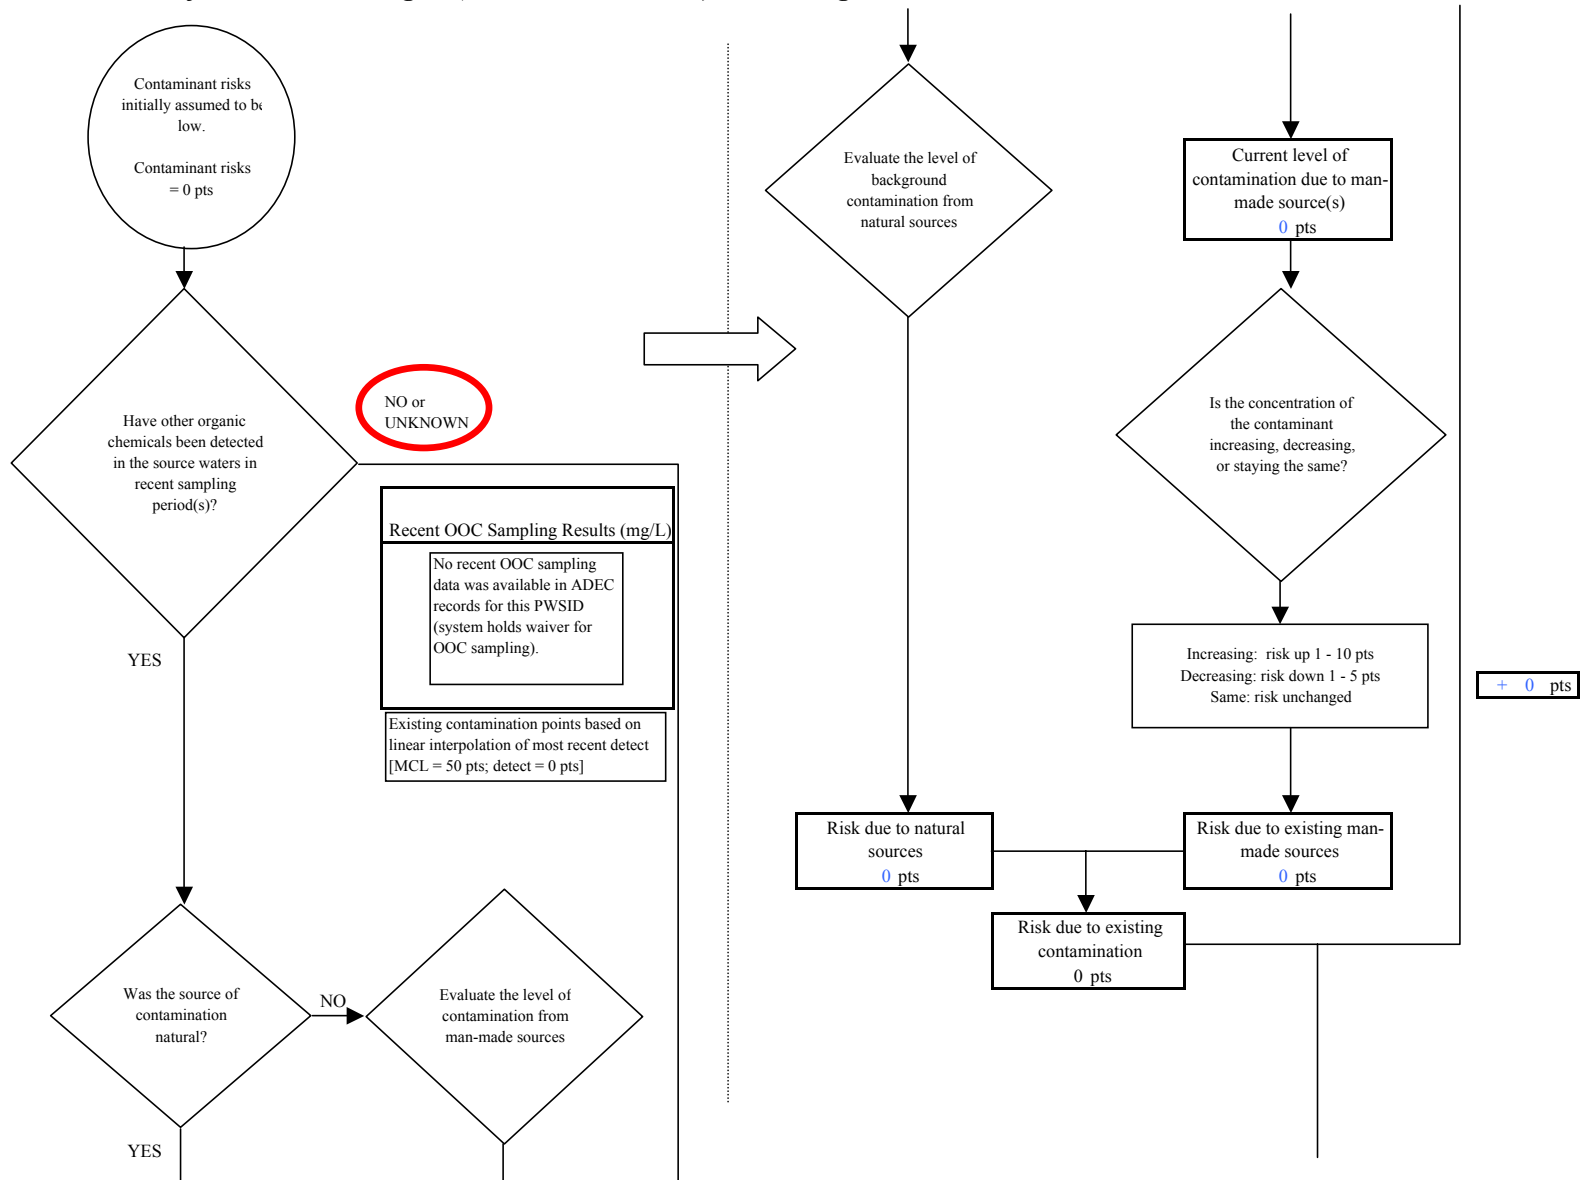 Contaminant risks
initially assumed to be
low.
Contaminant risks
= 0 pts
Have other organic
chemicals been detected
in the source waters in
recent sampling
period(s)?
NO or
UNKNOWN
Recent OOC Sampling Results (mg/L)
No recent OOC sampling
data was available in ADEC
records for this PWSID
(system holds waiver for
OOC sampling).
Existing contamination points based on
linear interpolation of most recent detect
[MCL = 50 pts; detect = 0 pts]
YES
Was the source of
contamination
natural?
NO
Evaluate the level of
contamination from
man-made sources
YES
Evaluate the level of
background
contamination from
natural sources
Current level of
contamination due to man-
made source(s)
0 pts
Is the concentration of
the contaminant
increasing, decreasing,
or staying the same?
Increasing: risk up 1 - 10 pts
Decreasing: risk down 1 - 5 pts
Same: risk unchanged
+ 0 pts
Risk due to natural
sources
0 pts
Risk due to existing man-
made sources
0 pts
Risk due to existing
contamination
0 pts